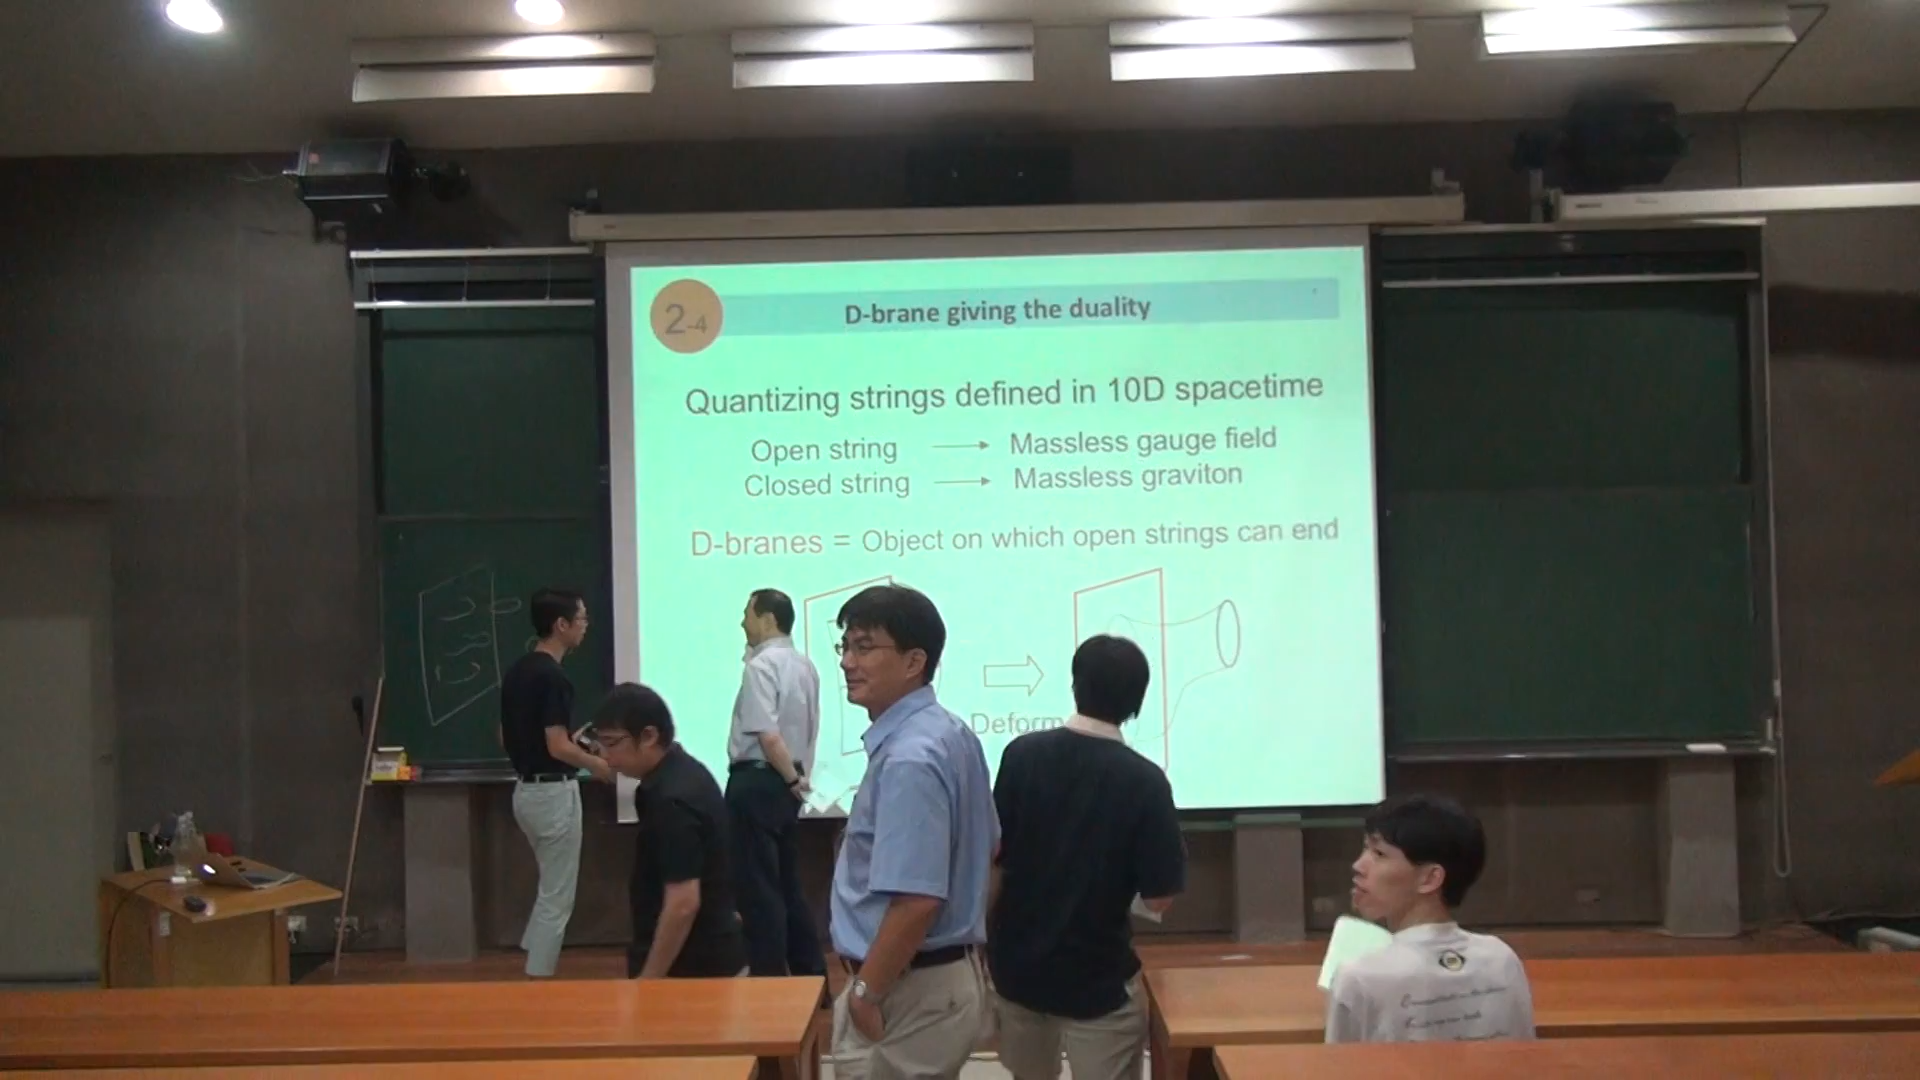 2-4
D-brane giving the duality
Quantizing strings defined in 10D spacetime
Open string → Massless gauge field
Closed string → Massless graviton
D-branes = Object on which open strings can end